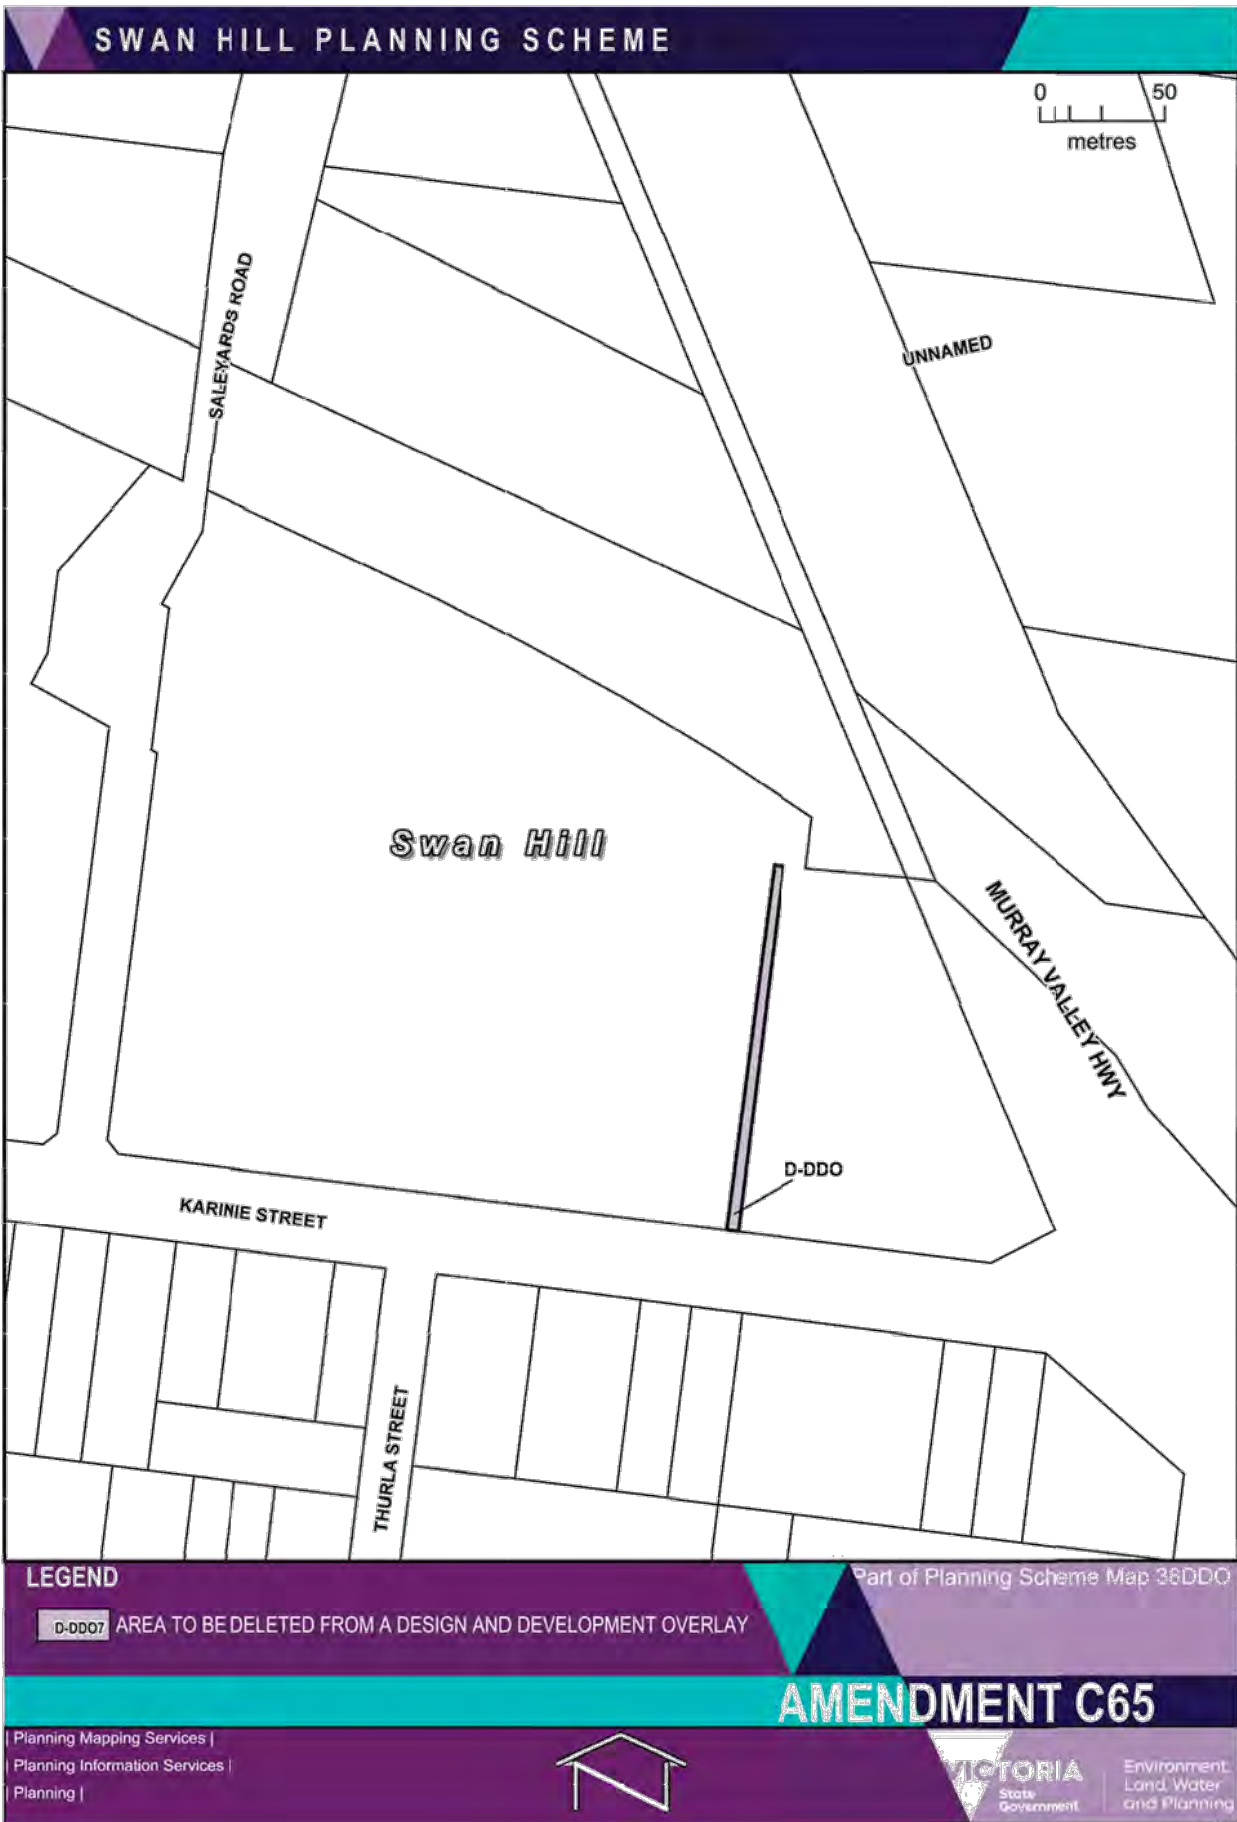 SWAN HILL PLANNING SCHEME
0 50
metres
SALEYARDS ROAD
UNNAMED
Swan Hill
MURRAY VALLEY HWY
D-DDO
KARINIE STREET
THURLA STREET
LEGEND
Part of Planning Scheme Map 36DDO
D-DDO7 AREA TO BE DELETED FROM A DESIGN AND DEVELOPMENT OVERLAY
AMENDMENT C65
| Planning Mapping Services |
| Planning Information Services |
| Planning |
VICTORIA
State
Government
Environment,
Land, Water
and Planning